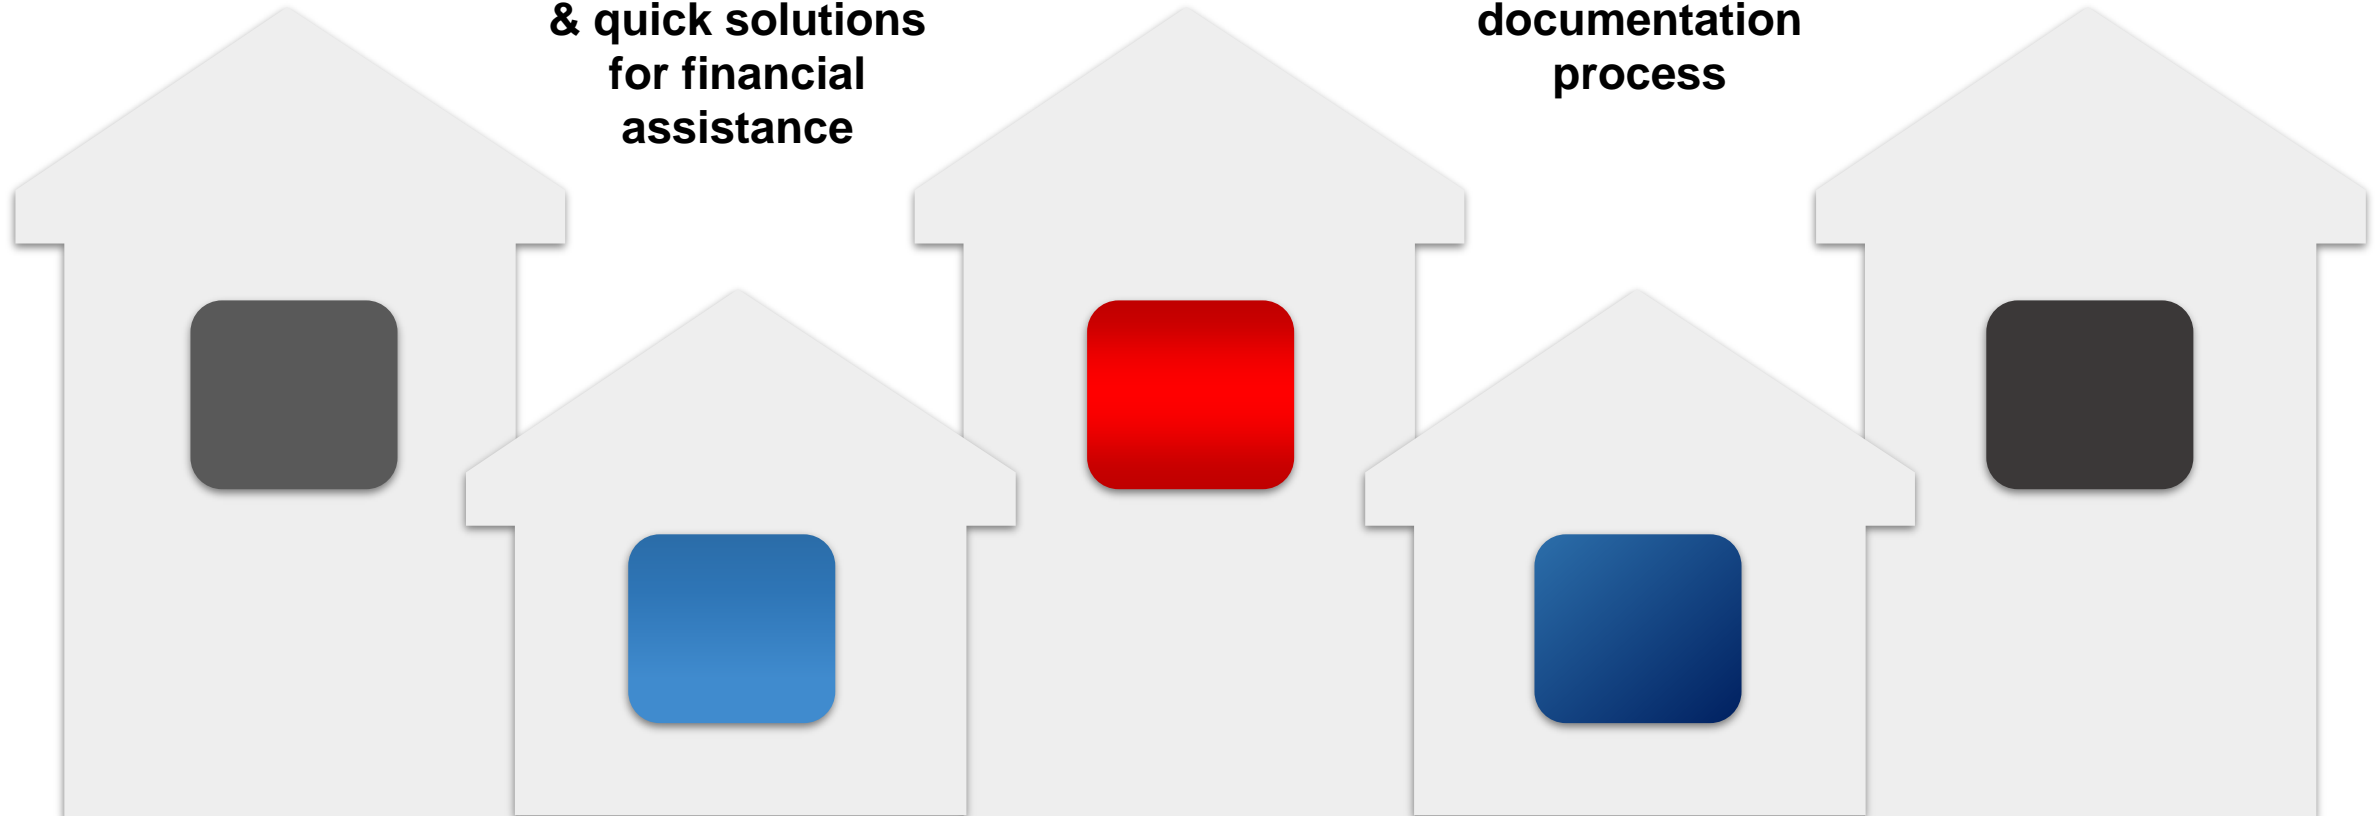 & quick solutions
for financial
assistance
documentation
process